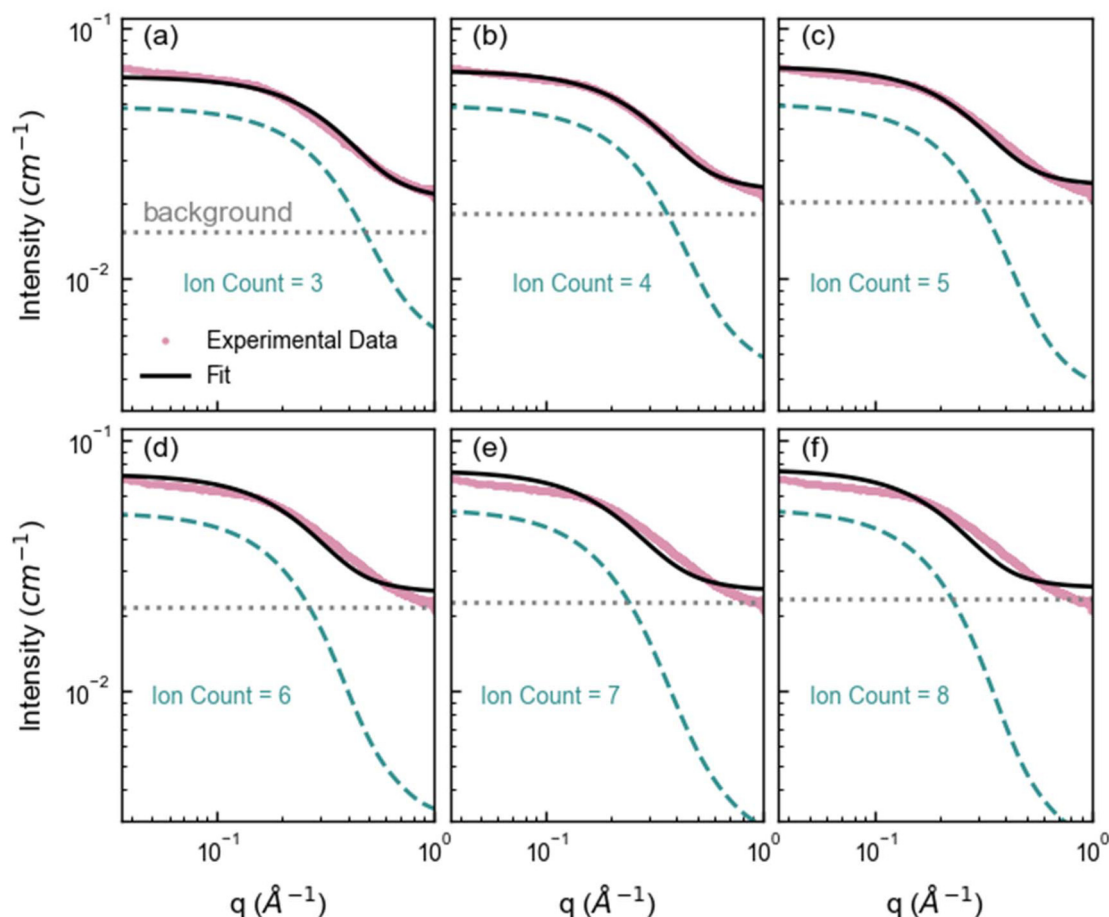 10⁻¹
(a)
(b)
(c)
Intensity (cm⁻¹)
background
10⁻²
Ion Count = 3
Ion Count = 4
Ion Count = 5
Experimental Data
Fit
10⁻¹
(d)
(e)
(f)
Intensity (cm⁻¹)
10⁻²
Ion Count = 6
Ion Count = 7
Ion Count = 8
10⁻¹ 10⁰ 10⁻¹ 10⁰ 10⁻¹ 10⁰
q (Å⁻¹) q (Å⁻¹) q (Å⁻¹)